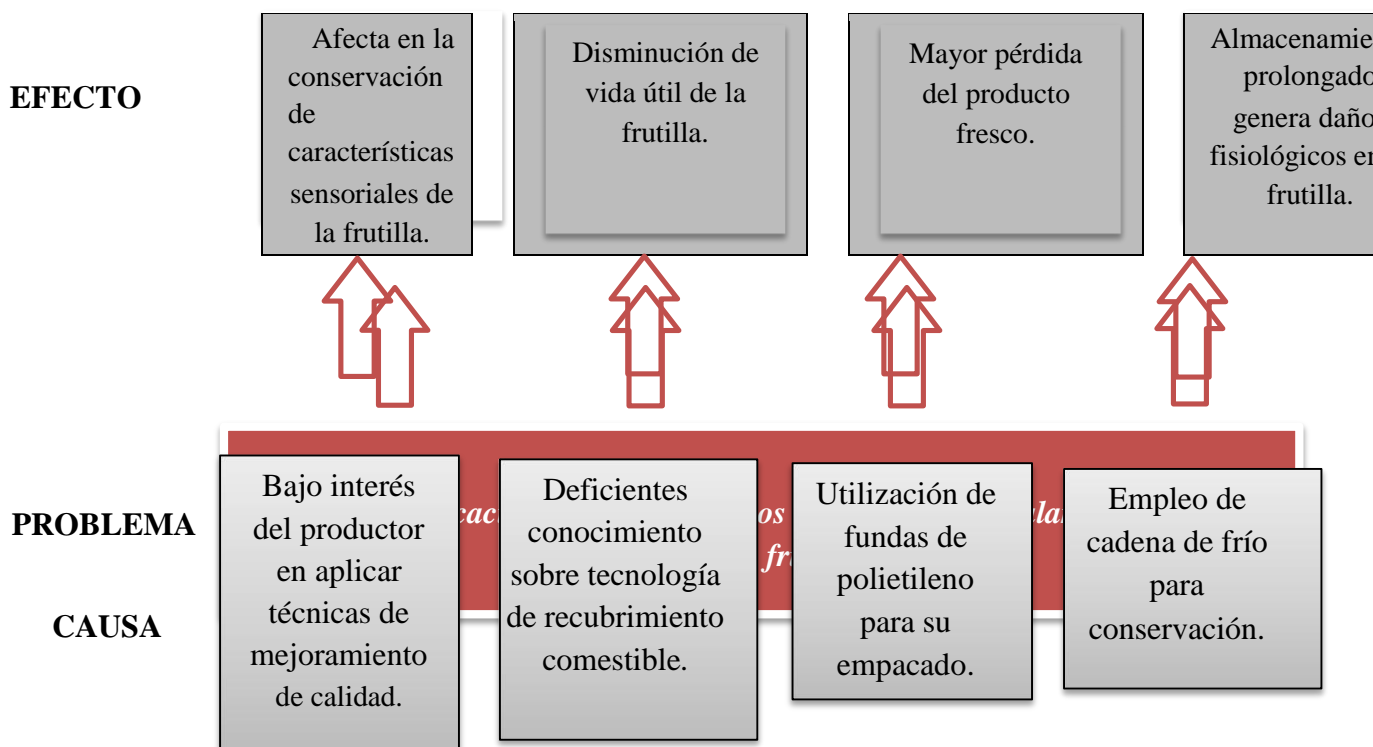 EFECTO
Afecta en la
conservación
de
características
sensoriales de
la frutilla.
Disminución de
vida útil de la
frutilla.
Mayor pérdida
del producto
fresco.
prolongado
genera
fisiológicos
frutilla.
PROBLEMA
CAUSA
Bajo interés
del productor
en aplicar
técnicas de
mejoramiento
de calidad.
Deficientes
conocimiento
sobre tecnología
de recubrimiento
comestible.
Utilización de
fundas de
polietileno
para su
empacado.
Empleo de
cadena de frío
para
conservación.